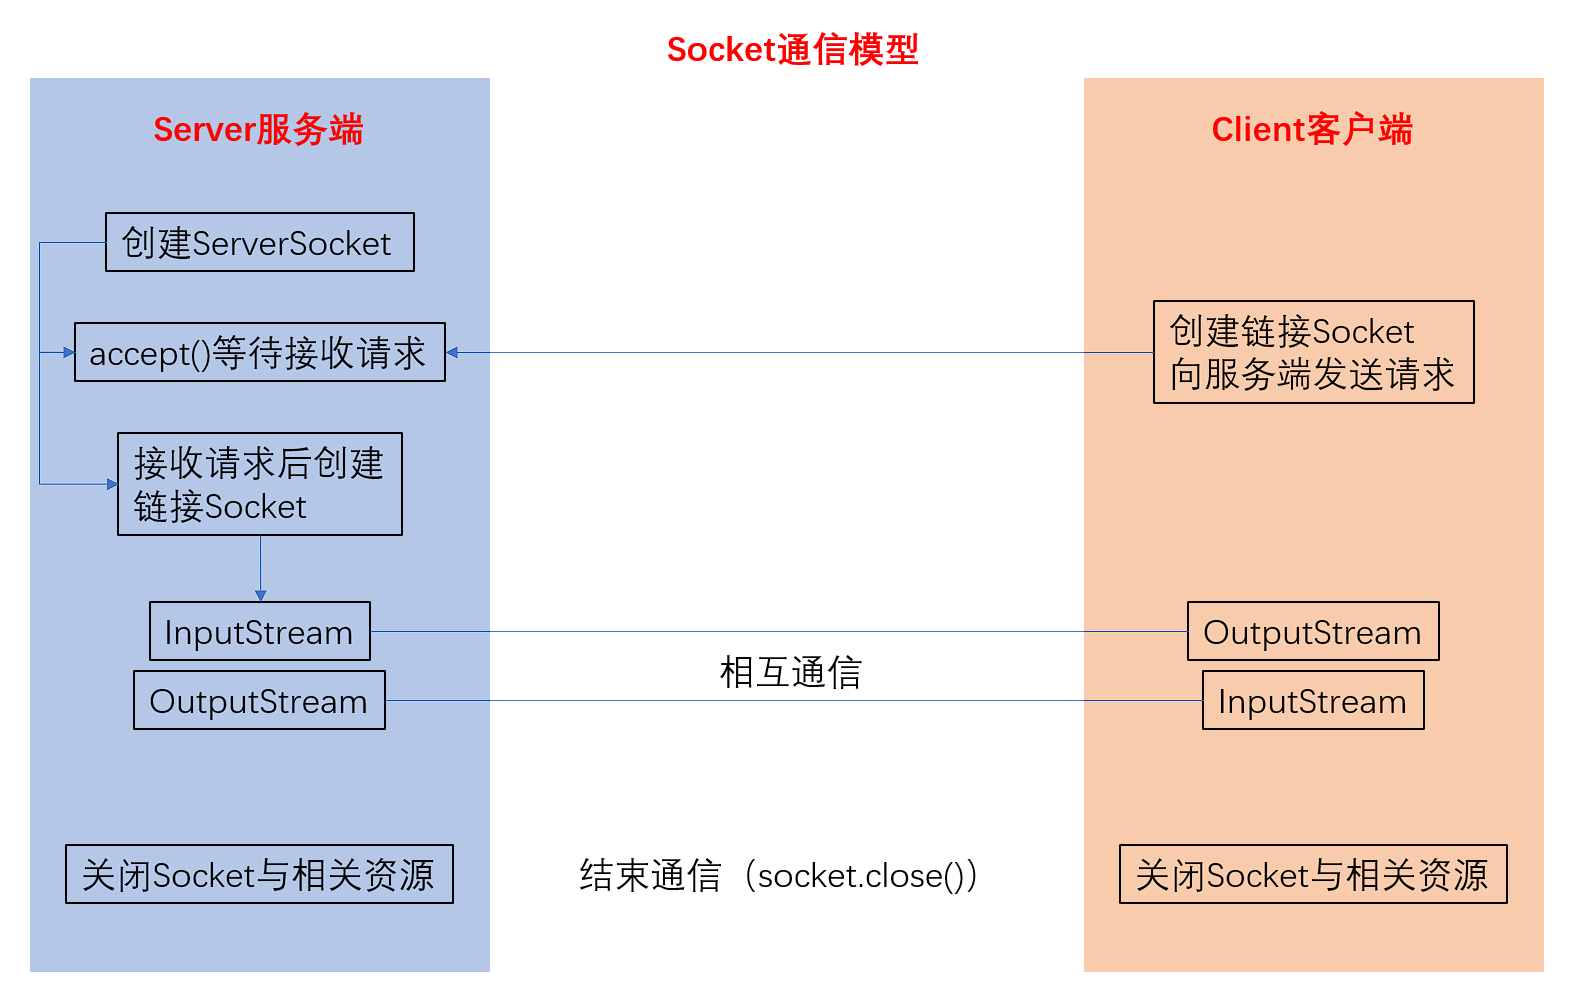 Socket通信模型
Server服务端
Client客户端
创建ServerSocket
accept()等待接收请求
创建链接Socket
向服务端发送请求
接收请求后创建
链接Socket
InputStream
OutputStream
相互通信
OutputStream
InputStream
关闭Socket与相关资源
结束通信（socket.close()）
关闭Socket与相关资源